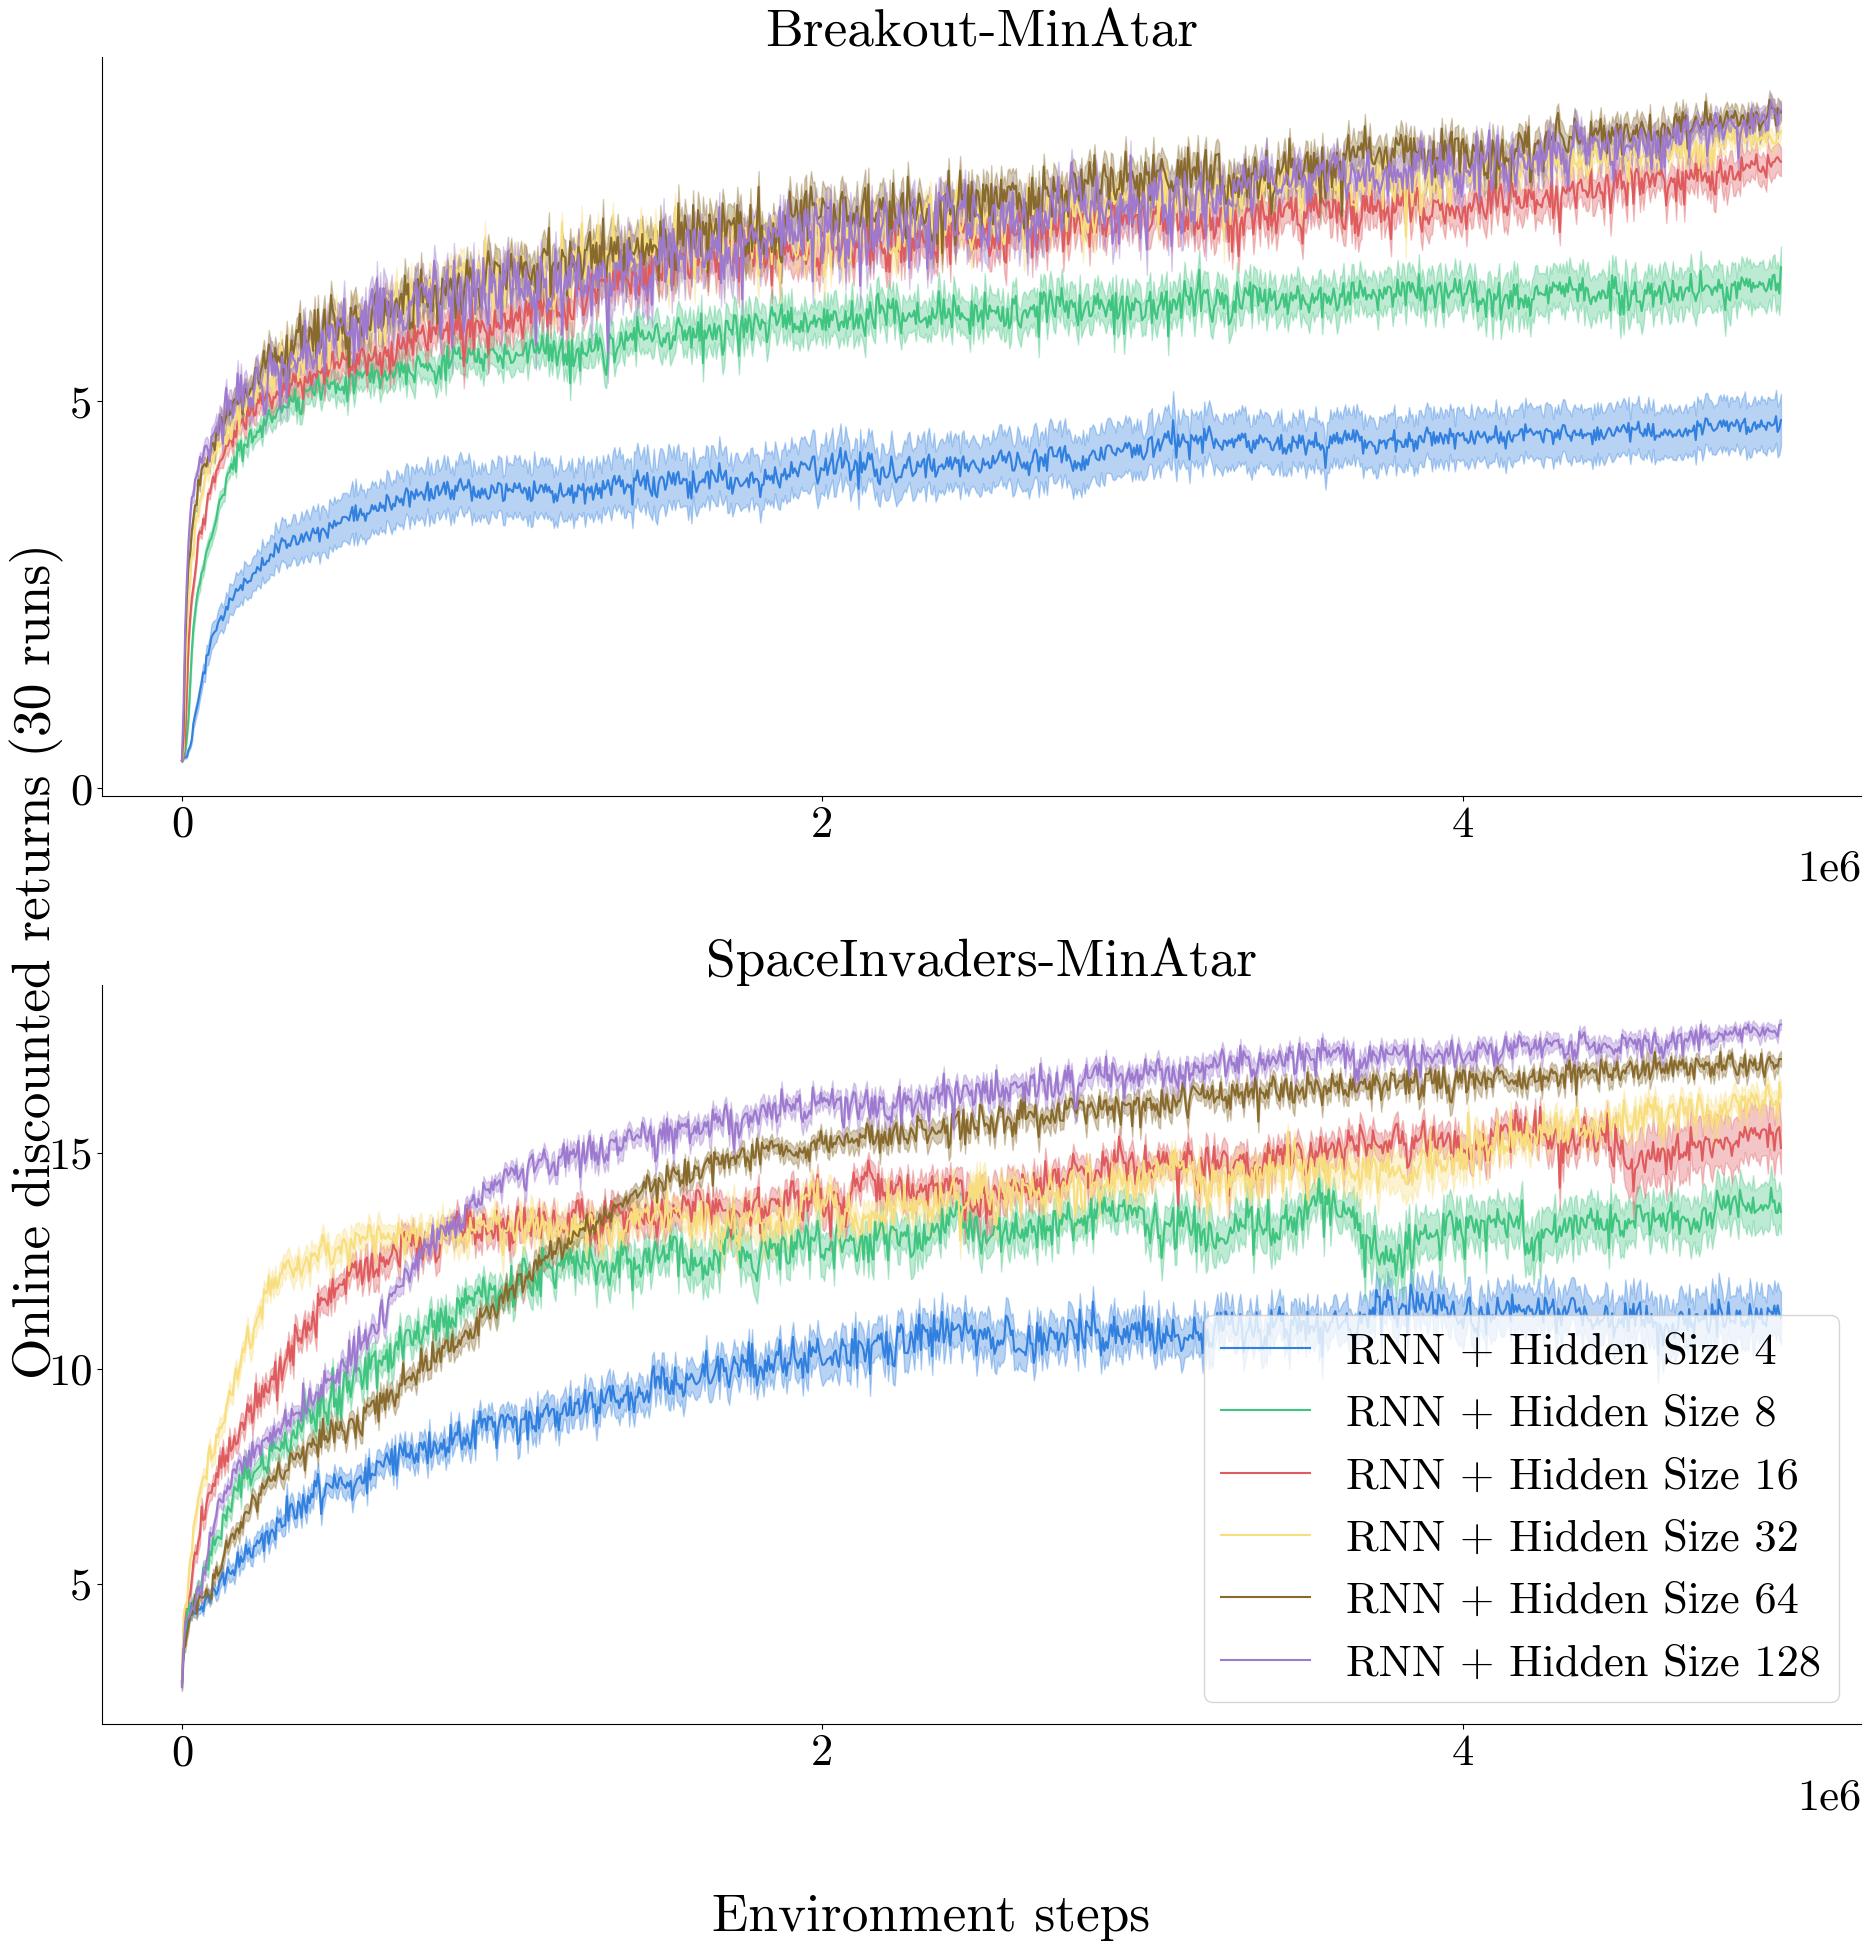 Breakout-MinAtar
5
0
0 2 4
1e6
Online discounted returns (30 runs)
SpaceInvaders-MinAtar
15
10
5
RNN + Hidden Size 4
RNN + Hidden Size 8
RNN + Hidden Size 16
RNN + Hidden Size 32
RNN + Hidden Size 64
RNN + Hidden Size 128
0 2 4
1e6
Environment steps